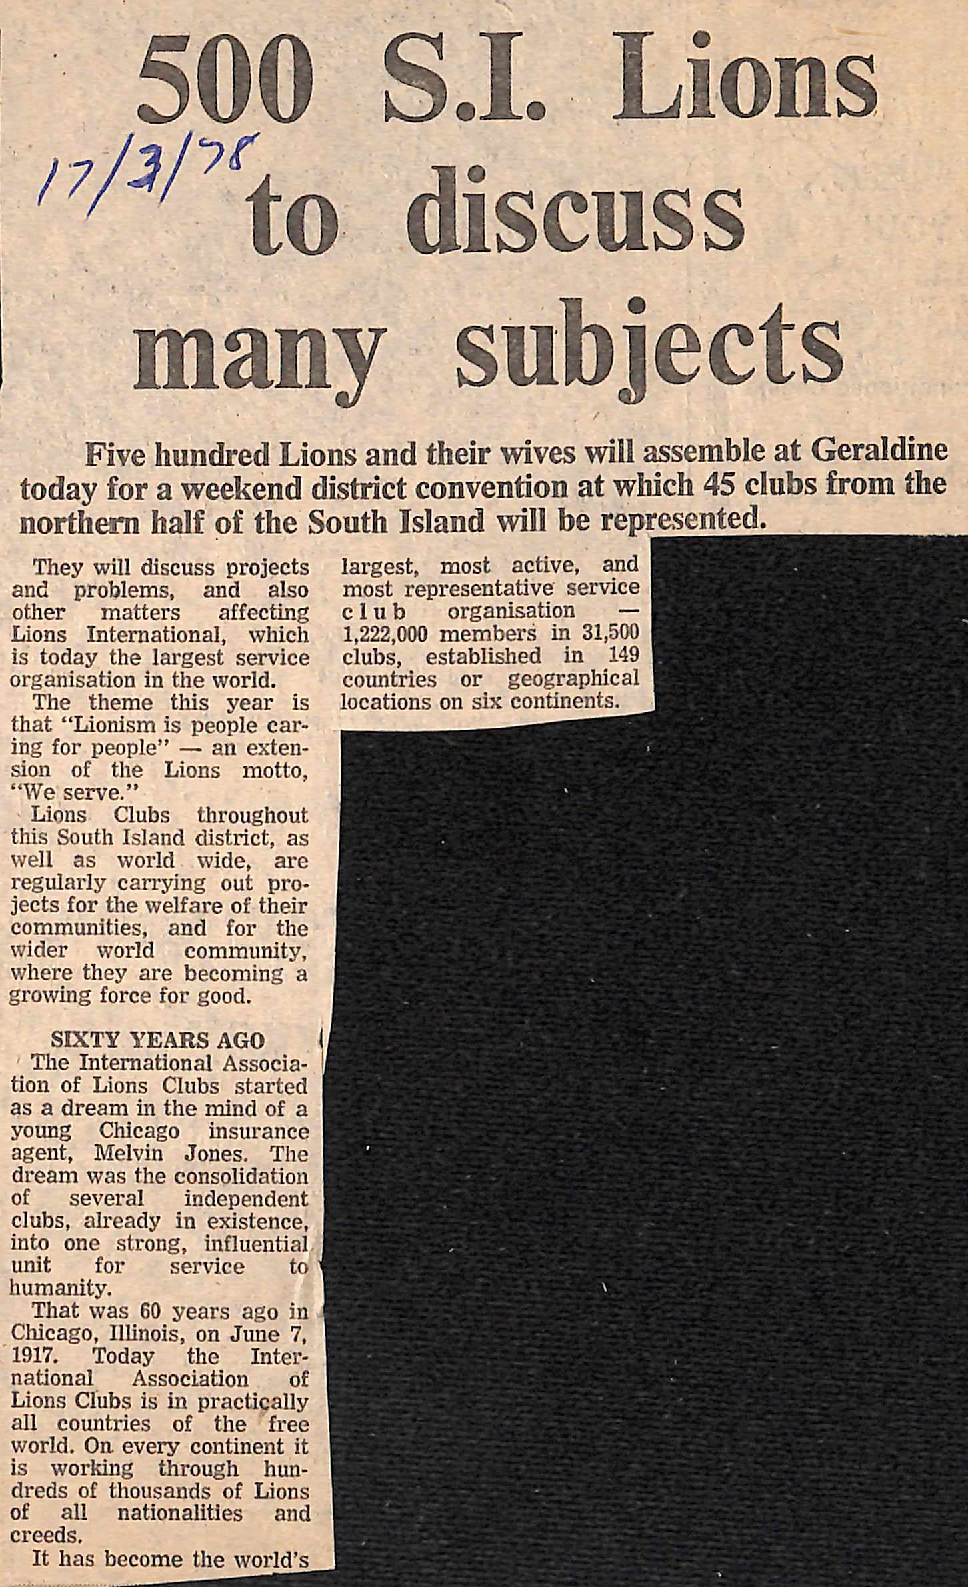 500 S.I. Lions
17/3/78
to discuss
many subjects
Five hundred Lions and their wives will assemble at Geraldine
today for a weekend district convention at which 45 clubs from the
northern half of the South Island will be represented.
They will discuss projects
and problems, and also
other matters affecting
Lions International, which
is today the largest service
organisation in the world.
The theme this year is
that “Lionism is people car-
ing for people” — an exten-
sion of the Lions motto,
“We serve.”
Lions Clubs throughout
this South Island district, as
well as world wide, are
regularly carrying out pro-
jects for the welfare of their
communities, and for the
wider world community,
where they are becoming a
growing force for good.
SIXTY YEARS AGO
The International Associa-
tion of Lions Clubs started
as a dream in the mind of a
young Chicago insurance
agent, Melvin Jones. The
dream was the consolidation
of several independent
clubs, already in existence,
into one strong, influential
unit for service to
humanity.
That was 60 years ago in
Chicago, Illinois, on June 7,
1917. Today the Inter-
national Association of
Lions Clubs is in practically
all countries of the free
world. On every continent it
is working through hun-
dreds of thousands of Lions
of all nationalities and
creeds.
It has become the world's
largest, most active, and
most representative service
club organisation —
1,222,000 members in 31,500
clubs, established in 149
countries or geographical
locations on six continents.